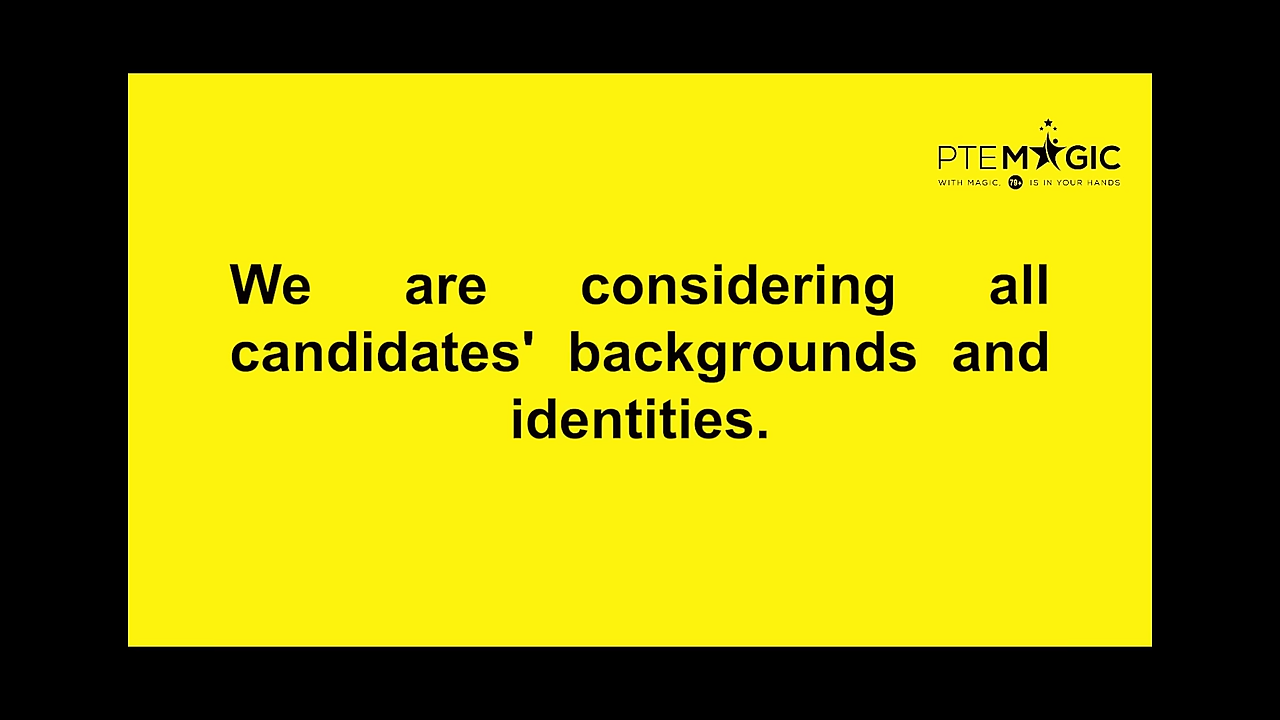 PTEMAGIC
WITH MAGIC, 79+ IS IN YOUR HANDS
We are considering all
candidates' backgrounds and
identities.